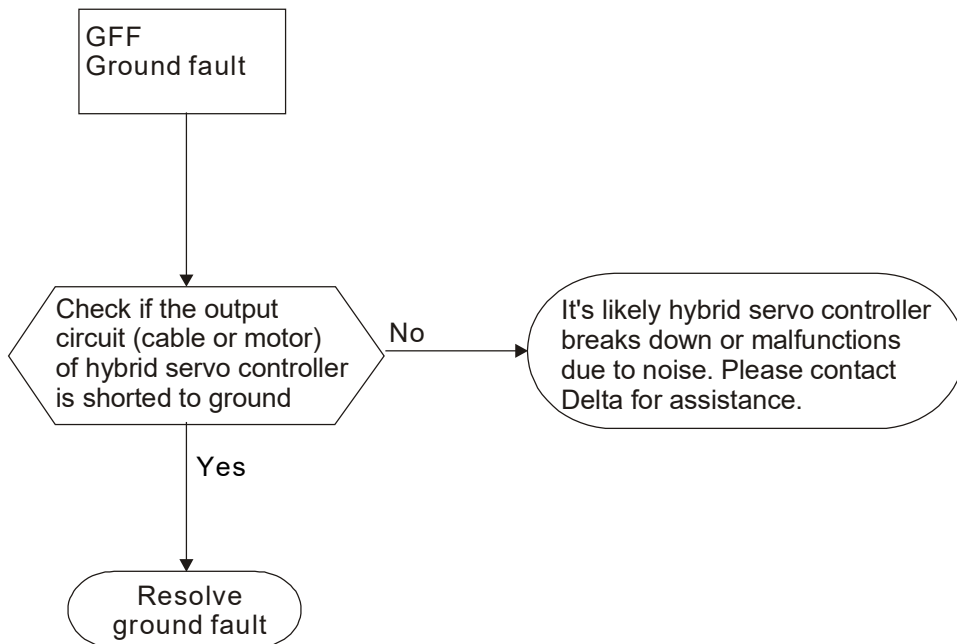 GFF
Ground fault
Check if the output
circuit (cable or motor)
of hybrid servo controller
is shorted to ground
No
It's likely hybrid servo controller
breaks down or malfunctions
due to noise. Please contact
Delta for assistance.
Yes
Resolve
ground fault